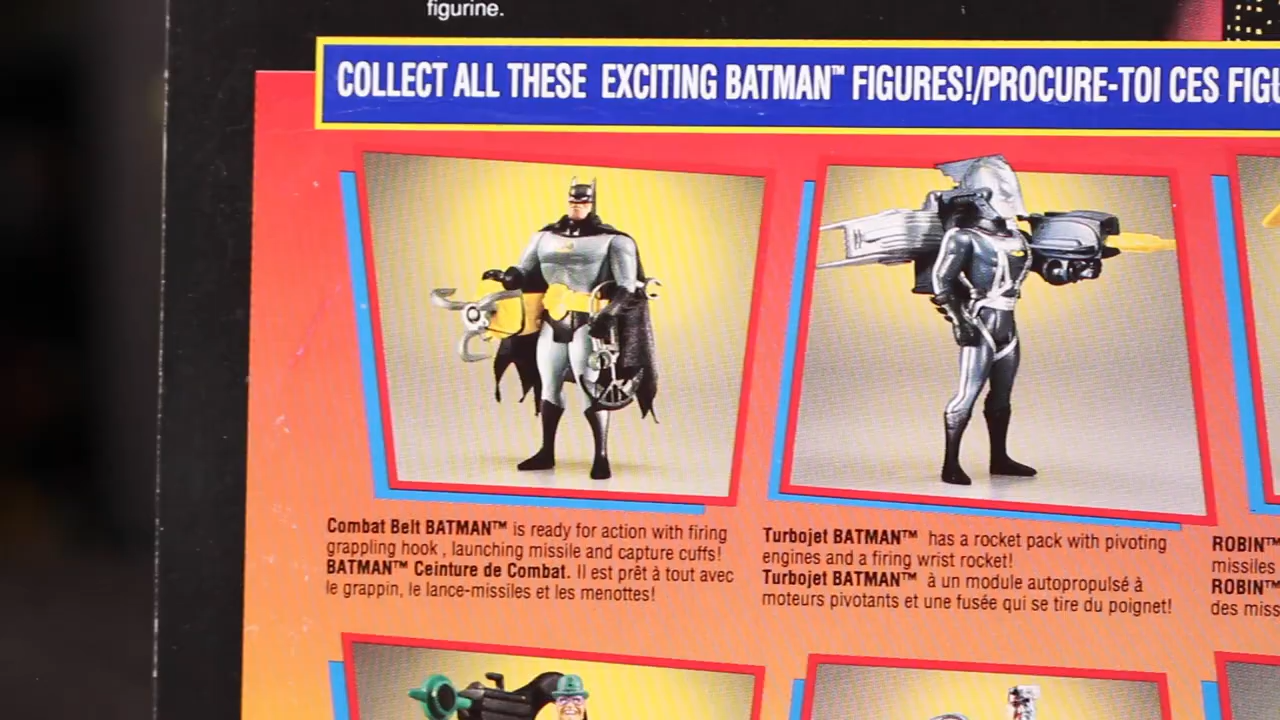 figurine.
COLLECT ALL THESE EXCITING BATMAN™ FIGURES!/PROCURE-TOI CES
Combat Belt BATMAN™ is ready for action with firing
grappling hook , launching missile and capture cuffs!
BATMAN™ Ceinture de Combat. Il est prêt à tout avec
le grappin, le lance-missiles et les menottes!
Turbojet BATMAN™ has a rocket pack with pivoting
engines and a firing wrist rocket!
Turbojet BATMAN™ à un module autopropulsé à
moteurs pivotants et une fusée qui se tire du poignet!
ROBIN™
missiles
ROBIN™
des